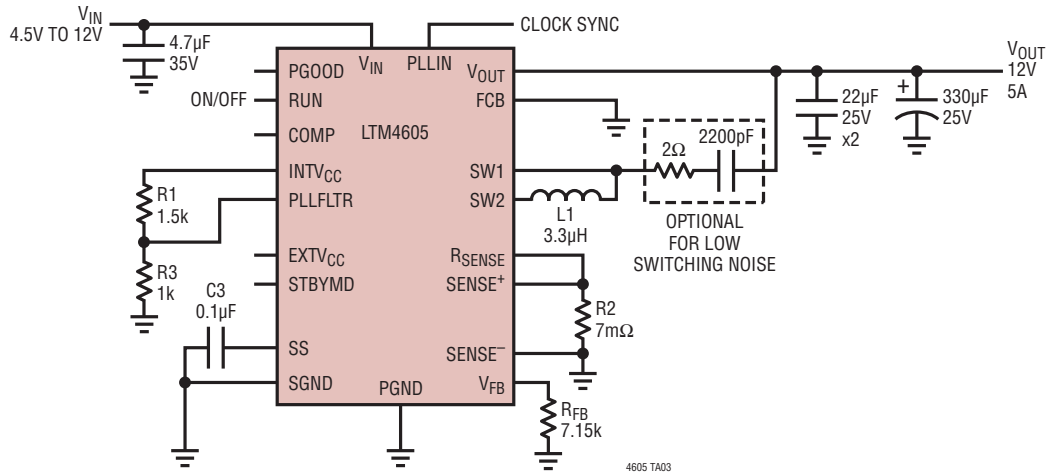 VIN
4.5V TO 12V
4.7µF
35V
CLOCK SYNC
VIN
PLLIN
PGOOD
ON/OFF
RUN
COMP
LTM4605
INTVCC
PLLFLTR
R1
1.5k
R3
1k
EXTVCC
STBYMD
C3
0.1µF
SS
SGND
PGND
VOUT
FCB
SW1
SW2
L1
3.3µH
2Ω
2200pF
OPTIONAL
FOR LOW
SWITCHING NOISE
RSENSE
SENSE+
R2
7mΩ
SENSE–
VFB
RFB
7.15k
22µF
25V
x2
+
330µF
25V
VOUT
12V
5A
4605 TA03